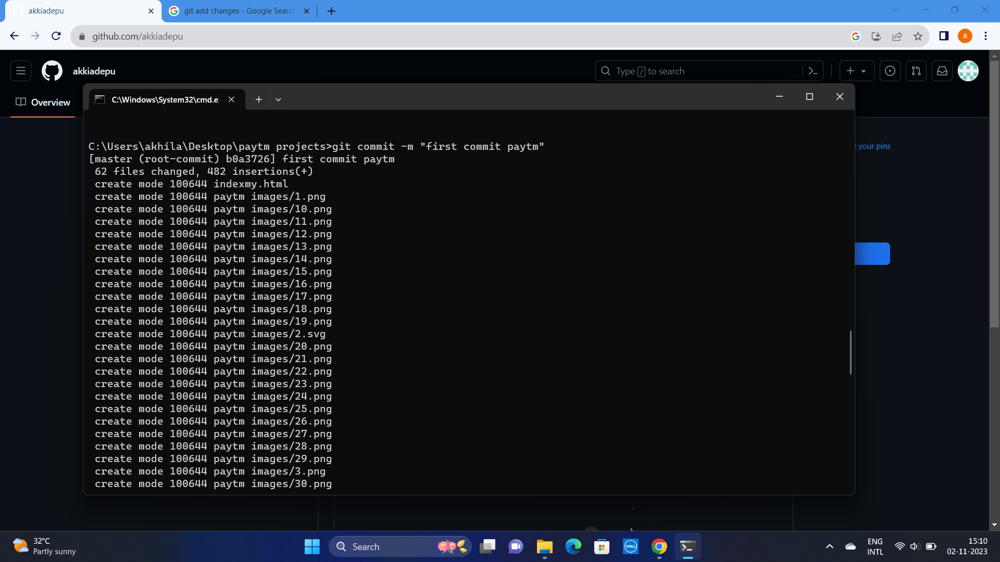 akkiadepu
git add changes - Google Search
github.com/akkiadepu
a
akkiadepu
Type / to search
Overview
C:\Windows\System32\cmd.e
your pins
C:\Users\akhila\Desktop\paytm projects>git commit -m "first commit paytm"
[master (root-commit) b0a3726] first commit paytm
62 files changed, 482 insertions(+)
create mode 100644 indexmy.html
create mode 100644 paytm images/1.png
create mode 100644 paytm images/10.png
create mode 100644 paytm images/11.png
create mode 100644 paytm images/12.png
create mode 100644 paytm images/13.png
create mode 100644 paytm images/14.png
create mode 100644 paytm images/15.png
create mode 100644 paytm images/16.png
create mode 100644 paytm images/17.png
create mode 100644 paytm images/18.png
create mode 100644 paytm images/19.png
create mode 100644 paytm images/2.svg
create mode 100644 paytm images/20.png
create mode 100644 paytm images/21.png
create mode 100644 paytm images/22.png
create mode 100644 paytm images/23.png
create mode 100644 paytm images/24.png
create mode 100644 paytm images/25.png
create mode 100644 paytm images/26.png
create mode 100644 paytm images/27.png
create mode 100644 paytm images/28.png
create mode 100644 paytm images/29.png
create mode 100644 paytm images/3.png
create mode 100644 paytm images/30.png
32°C
Partly sunny
Search
DELL
ENG
INTL
15:10
02-11-2023